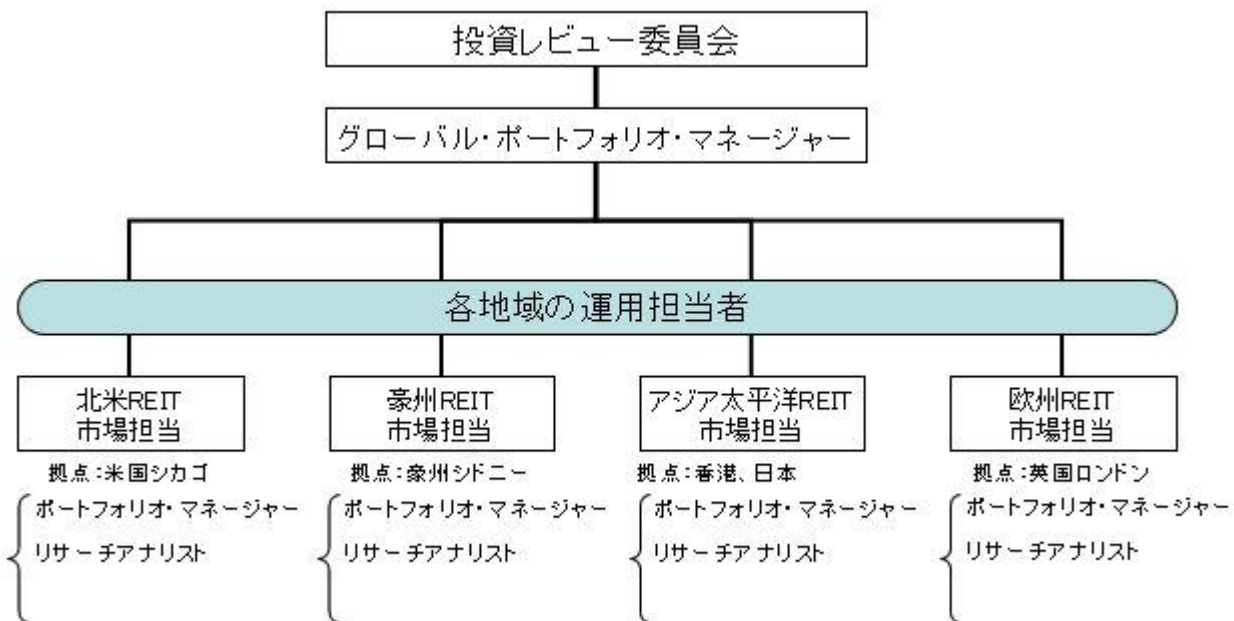 投資レビュー委員会
グローバル・ポートフォリオ・マネージャー
各地域の運用担当者
北米REIT
市場担当
拠点：米国シカゴ
ポートフォリオ・マネージャー
リサーチアナリスト
豪州REIT
市場担当
拠点：豪州シドニー
ポートフォリオ・マネージャー
リサーチアナリスト
アジア太平洋REIT
市場担当
拠点：香港、日本
ポートフォリオ・マネージャー
リサーチアナリスト
欧州REIT
市場担当
拠点：英国ロンドン
ポートフォリオ・マネージャー
リサーチアナリスト